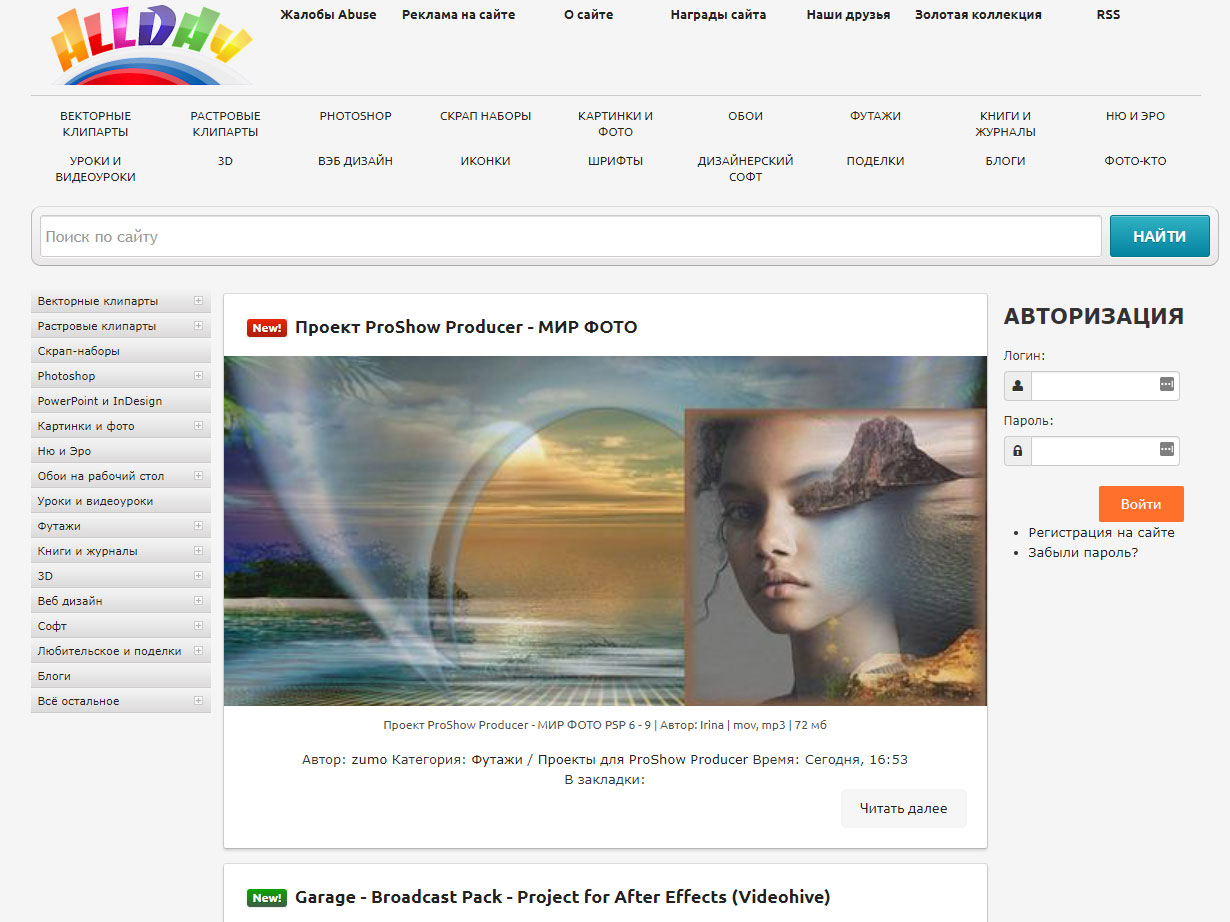 ALLDAY
Жалобы Abuse
Реклама на сайте
О сайте
Награды сайта
Наши друзья
Золотая коллекция
RSS
ВЕКТОРНЫЕ
КЛИПАРТЫ
РАСТРОВЫЕ
КЛИПАРТЫ
PHOTOSHOP
СКРАП НАБОРЫ
КАРТИНКИ И
ФОТО
ОБОИ
ФУТАЖИ
КНИГИ И
ЖУРНАЛЫ
НЮ И ЭРО
УРОКИ И
ВИДЕОУРОКИ
3D
ВЭБ ДИЗАЙН
ИКОНКИ
ШРИФТЫ
ДИЗАЙНЕРСКИЙ
СОФТ
ПОДЕЛКИ
БЛОГИ
ФОТО-КТО
Поиск по сайту
НАЙТИ
Векторные клипарты
Растровые клипарты
Скрап-наборы
Photoshop
PowerPoint и InDesign
Картинки и фото
Ню и Эро
Обои на рабочий стол
Уроки и видеоуроки
Футажи
Книги и журналы
3D
Веб дизайн
Софт
Любительское и поделки
Блоги
Всё остальное
New! Проект ProShow Producer - МИР ФОТО
Проект ProShow Producer - МИР ФОТО PSP 6 - 9 | Автор: Irina | mov, mp3 | 72 мб
Автор: zumo Категория: Футажи / Проекты для ProShow Producer Время: Сегодня, 16:53
В закладки:
Читать далее
New! Garage - Broadcast Pack - Project for After Effects (Videohive)
АВТОРИЗАЦИЯ
Логин:
Пароль:
Войти
Регистрация на сайте
Забыли пароль?